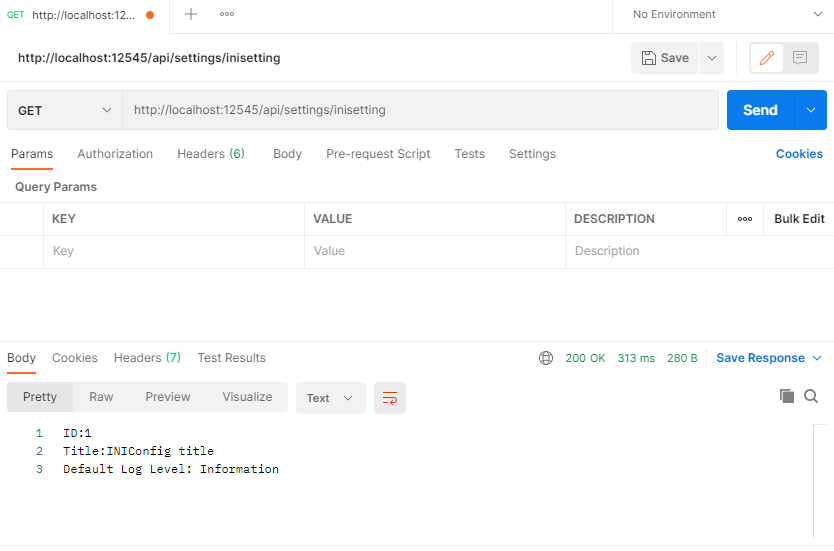 GET http://localhost:12... No Environment
http://localhost:12545/api/settings/inisetting Save
GET http://localhost:12545/api/settings/inisetting Send
Params Authorization Headers (6) Body Pre-request Script Tests Settings Cookies
Query Params
KEY VALUE DESCRIPTION Bulk Edit
Key Value Description
Body Cookies Headers (7) Test Results 200 OK 313 ms 280 B Save Response
Pretty Raw Preview Visualize Text
1 ID:1
2 Title:INIConfig title
3 Default Log Level: Information